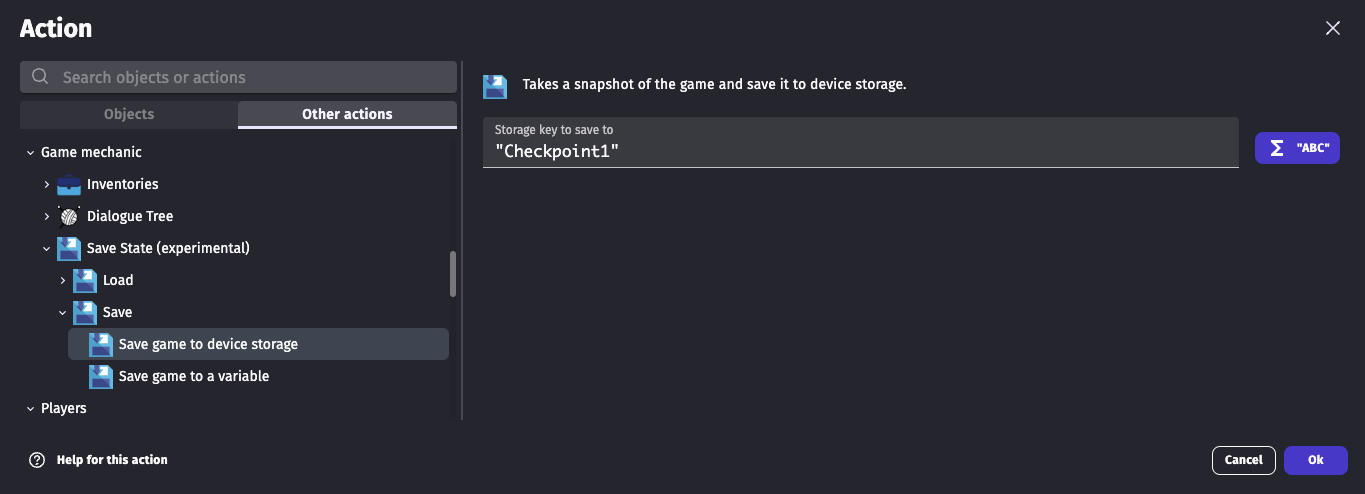 Action
Search objects or actions
Objects
Other actions
Game mechanic
Inventories
Dialogue Tree
Save State (experimental)
Load
Save
Save game to device storage
Save game to a variable
Players
Takes a snapshot of the game and save it to device storage.
Storage key to save to
"Checkpoint1"
Σ "ABC"
Help for this action
Cancel
Ok